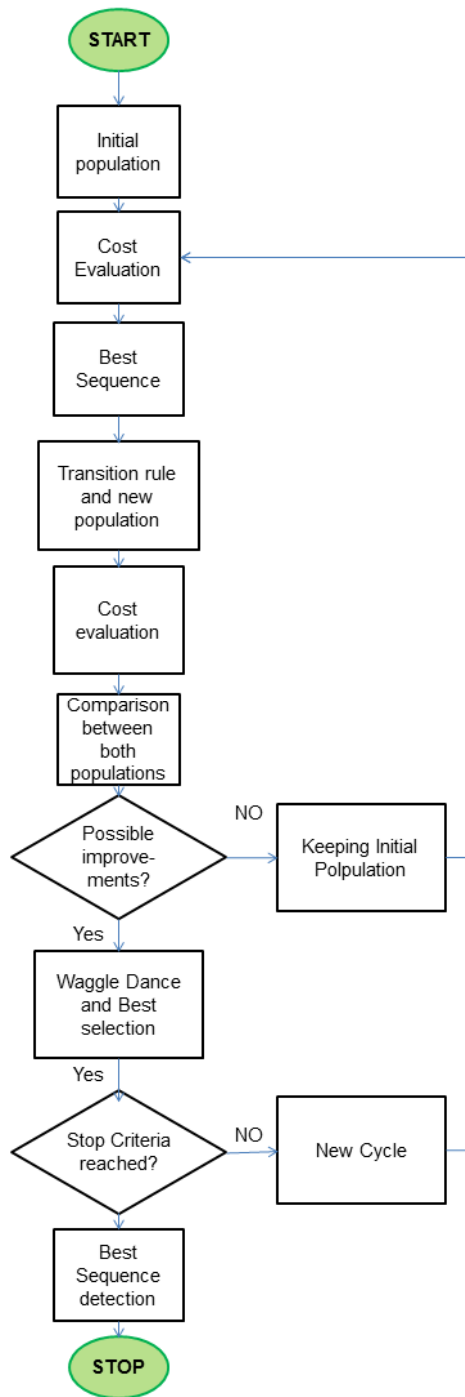 START
Initial
population
Cost
Evaluation
Best
Sequence
Transition rule
and new
population
Cost
evaluation
Comparison
between
both
populations
Possible
improve-
ments?
NO
Keeping Initial
Polpulation
Yes
Waggle Dance
and Best
selection
Yes
Stop Criteria
reached?
NO
New Cycle
Best
Sequence
detection
STOP